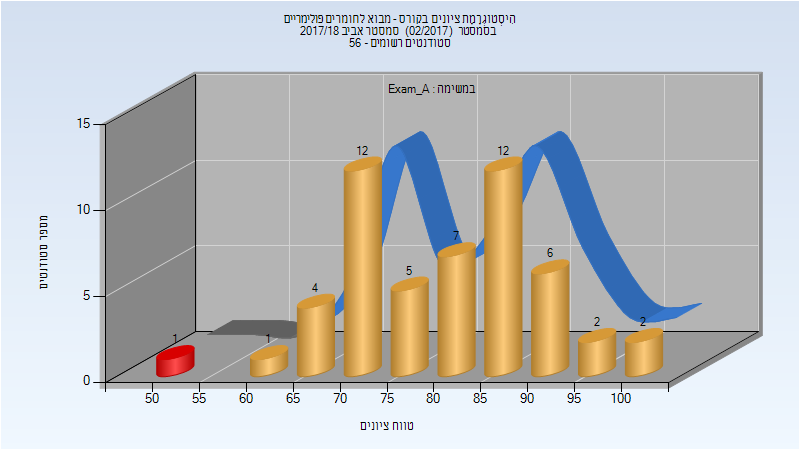 היסטוגרמת ציונים בקורס - מבוא לחומרים פולימריים
בסמסטר (02/2017) סמסטר אביב 2017/18
סטודנטים רשומים - 56
במשימה : Exam_A
מספר סטודנטים
15
10
5
0
1
1
4
12
5
7
12
6
2
2
50 55 60 65 70 75 80 85 90 95 100
טווח ציונים